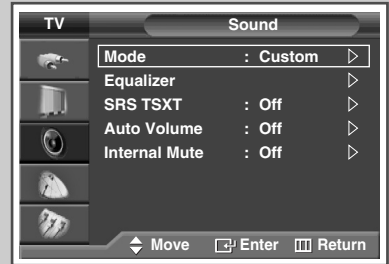 TV Sound
Mode : Custom
Equalizer
SRS TSXT : Off
Auto Volume : Off
Internal Mute : Off
Move Enter Return